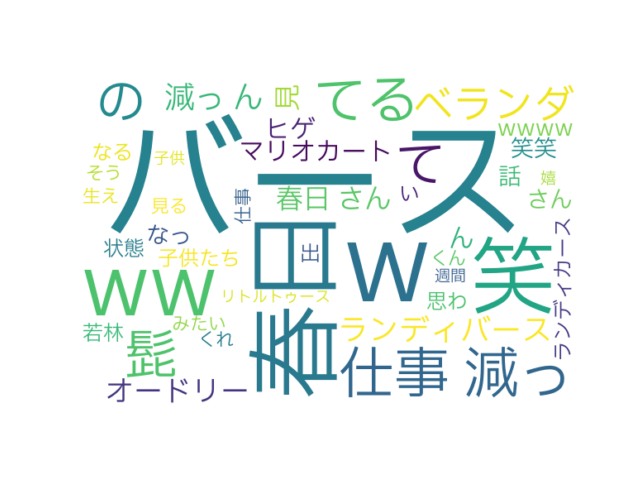 の
減っ ん
見
てる
ベランダ
バース
ヒゲ
wwww
なる
子供
マリオカート
て
笑笑
そう
生え
見る
仕事
春日 さん
い
話
嬉
さん
状態
なっ
子供たち
春日
出
w
ん
くん
週間
笑
ランディカース
ww
リトルトゥース
思わ
若林
髭
みたい
くれ
ランディバース
オードリー
仕事 減っ